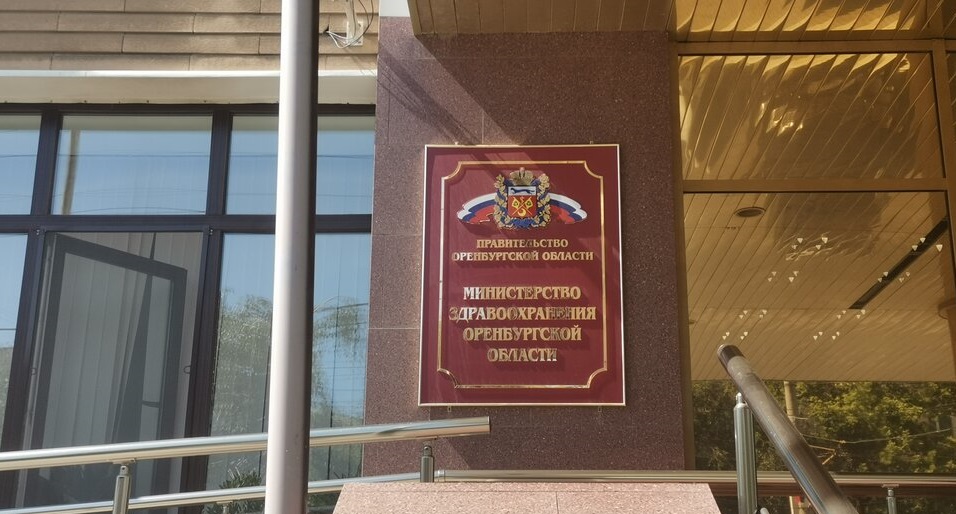 ПРАВИТЕЛЬСТВО
ОРЕНБУРГСКОЙ ОБЛАСТИ
МИНИСТЕРСТВО
ЗДРАВООХРАНЕНИЯ
ОРЕНБУРГСКОЙ
ОБЛАСТИ